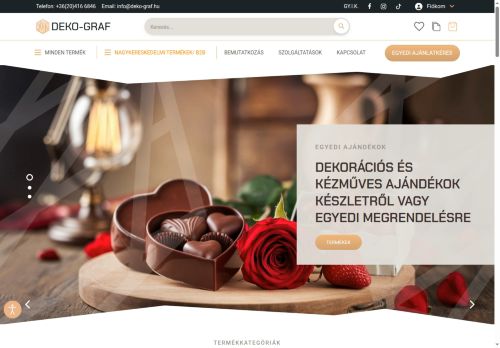 Telefon: +36(20)416 6846 Email: info@deko-graf.hu GY.I.K. Fiókom
DEKO-GRAF
Keresés...
MINDEN TERMÉK NAGYKERESKEDELMI TERMÉKEK/ B2B BEMUTATKOZÁS SZOLGÁLTATÁSOK KAPCSOLAT EGYEDI AJÁNLATKÉRÉS
EGYEDI AJÁNDÉKOK
DEKORÁCIÓS ÉS
KÉZMŰVES AJÁNDÉKOK
KÉSZLETRŐL VAGY
EGYEDI MEGRENDELÉSRE
TERMÉKEK
TERMÉKKATEGÓRIÁK